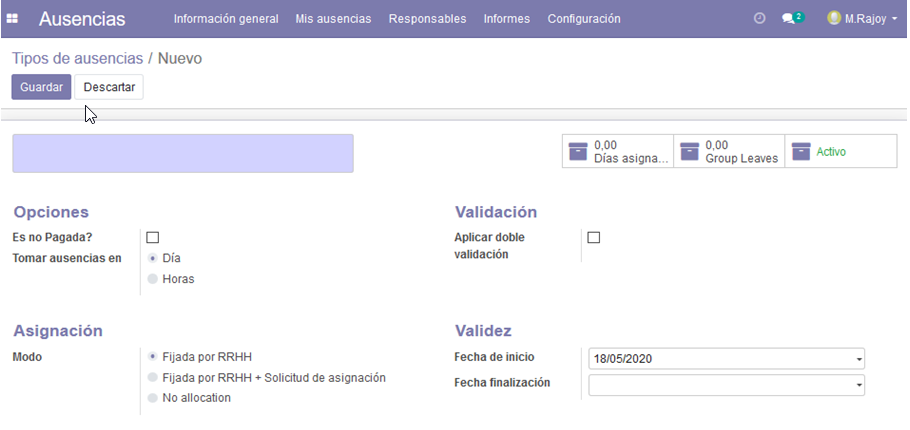 Ausencias Información general Mis ausencias Responsables Informes Configuración 2 M.Rajoy
Tipos de ausencias / Nuevo
Guardar Descartar
0,00 0,00 Activo
Días asigna... Group Leaves
Opciones Validación
Es no Pagada? Aplicar doble
validación
Tomar ausencias en Día
Horas
Asignación Validez
Modo Fijada por RRHH Fecha de inicio 18/05/2020
Fijada por RRHH + Solicitud de asignación Fecha finalización
No allocation